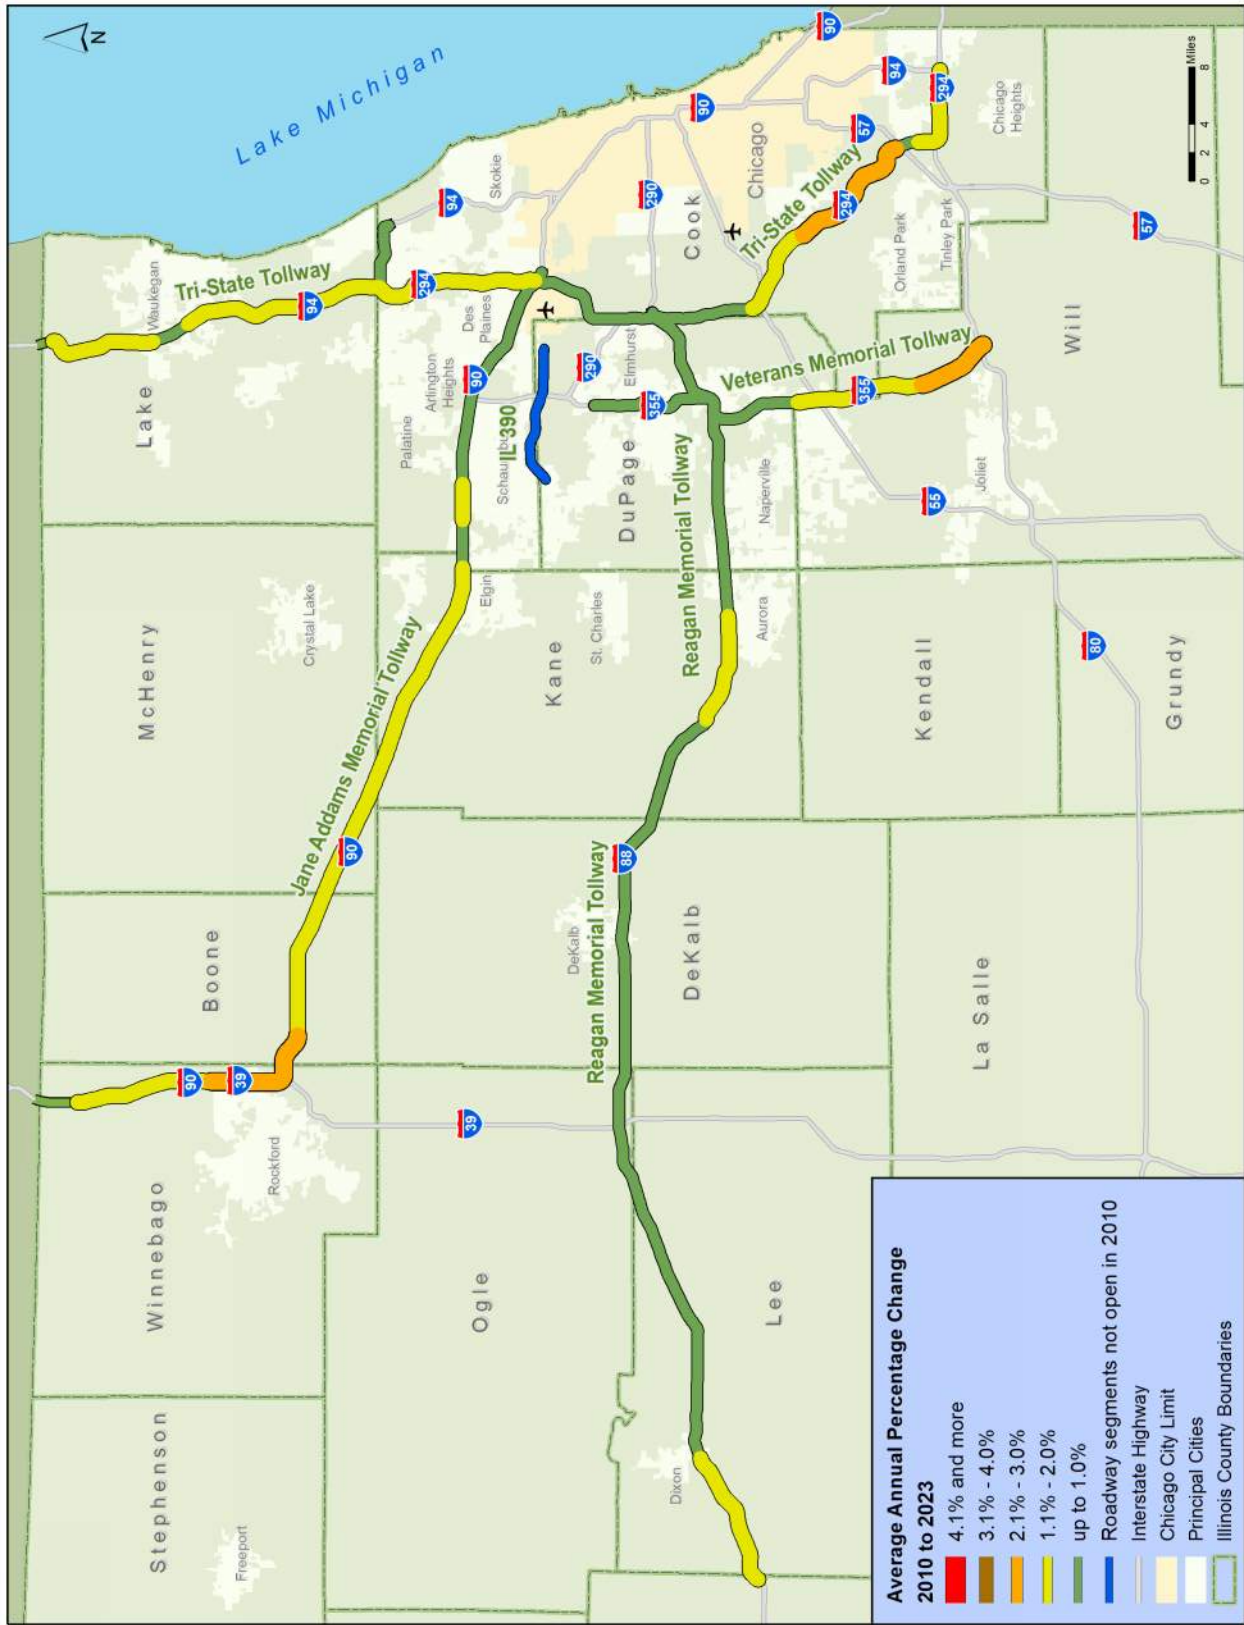 N
Lake Michigan
Stephenson
Winnebago
Boone
McHenry
Lake
Waukegan
94
Tri-State Tollway
94
Freeport
Rockford
90
39
Crystal Lake
Jane Addams Memorial Tollway
90
Palatine
Arlington
Heights
Des
Plaines
294
94
Skokie
Ogle
39
Elgin
90
Schaumbu
IL 390
Kane
St. Charles
DeKalb
Reagan Memorial Tollway
88
DuPage
290
Elmhurst
355
290
90
Cook
Chicago
90
Dixon
Lee
DeKalb
Reagan Memorial Tollway
Aurora
Naperville
Veterans Memorial Tollway
355
Tri-State Tollway
294
57
94
294
Orland Park
Tinley Park
Chicago
Heights
Kendall
55
Joliet
Will
57
La Salle
80
Grundy
0 2 4 8
Miles
Average Annual Percentage Change
2010 to 2023
4.1% and more
3.1% - 4.0%
2.1% - 3.0%
1.1% - 2.0%
up to 1.0%
Roadway segments not open in 2010
Interstate Highway
Chicago City Limit
Principal Cities
Illinois County Boundaries